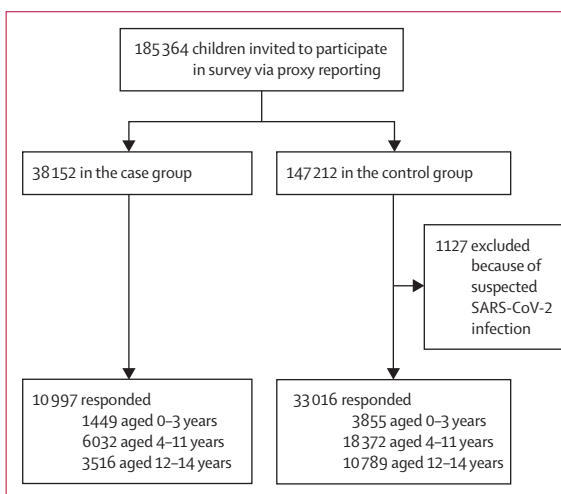 185 364 children invited to participate
in survey via proxy reporting
38 152 in the case group
147 212 in the control group
1127 excluded
because of
suspected
SARS-CoV-2
infection
10 997 responded
1449 aged 0–3 years
6032 aged 4–11 years
3516 aged 12–14 years
33 016 responded
3855 aged 0–3 years
18 372 aged 4–11 years
10 789 aged 12–14 years